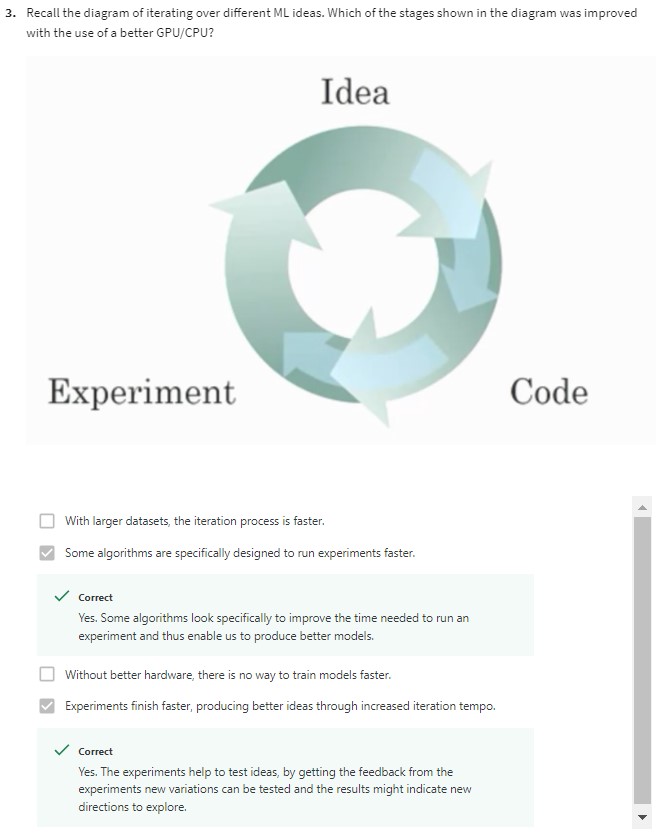 3. Recall the diagram of iterating over different ML ideas. Which of the stages shown in the diagram was improved
with the use of a better GPU/CPU?
Idea
Experiment
Code
With larger datasets, the iteration process is faster.
Some algorithms are specifically designed to run experiments faster.
Correct
Yes. Some algorithms look specifically to improve the time needed to run an
experiment and thus enable us to produce better models.
Without better hardware, there is no way to train models faster.
Experiments finish faster, producing better ideas through increased iteration tempo.
Correct
Yes. The experiments help to test ideas, by getting the feedback from the
experiments new variations can be tested and the results might indicate new
directions to explore.